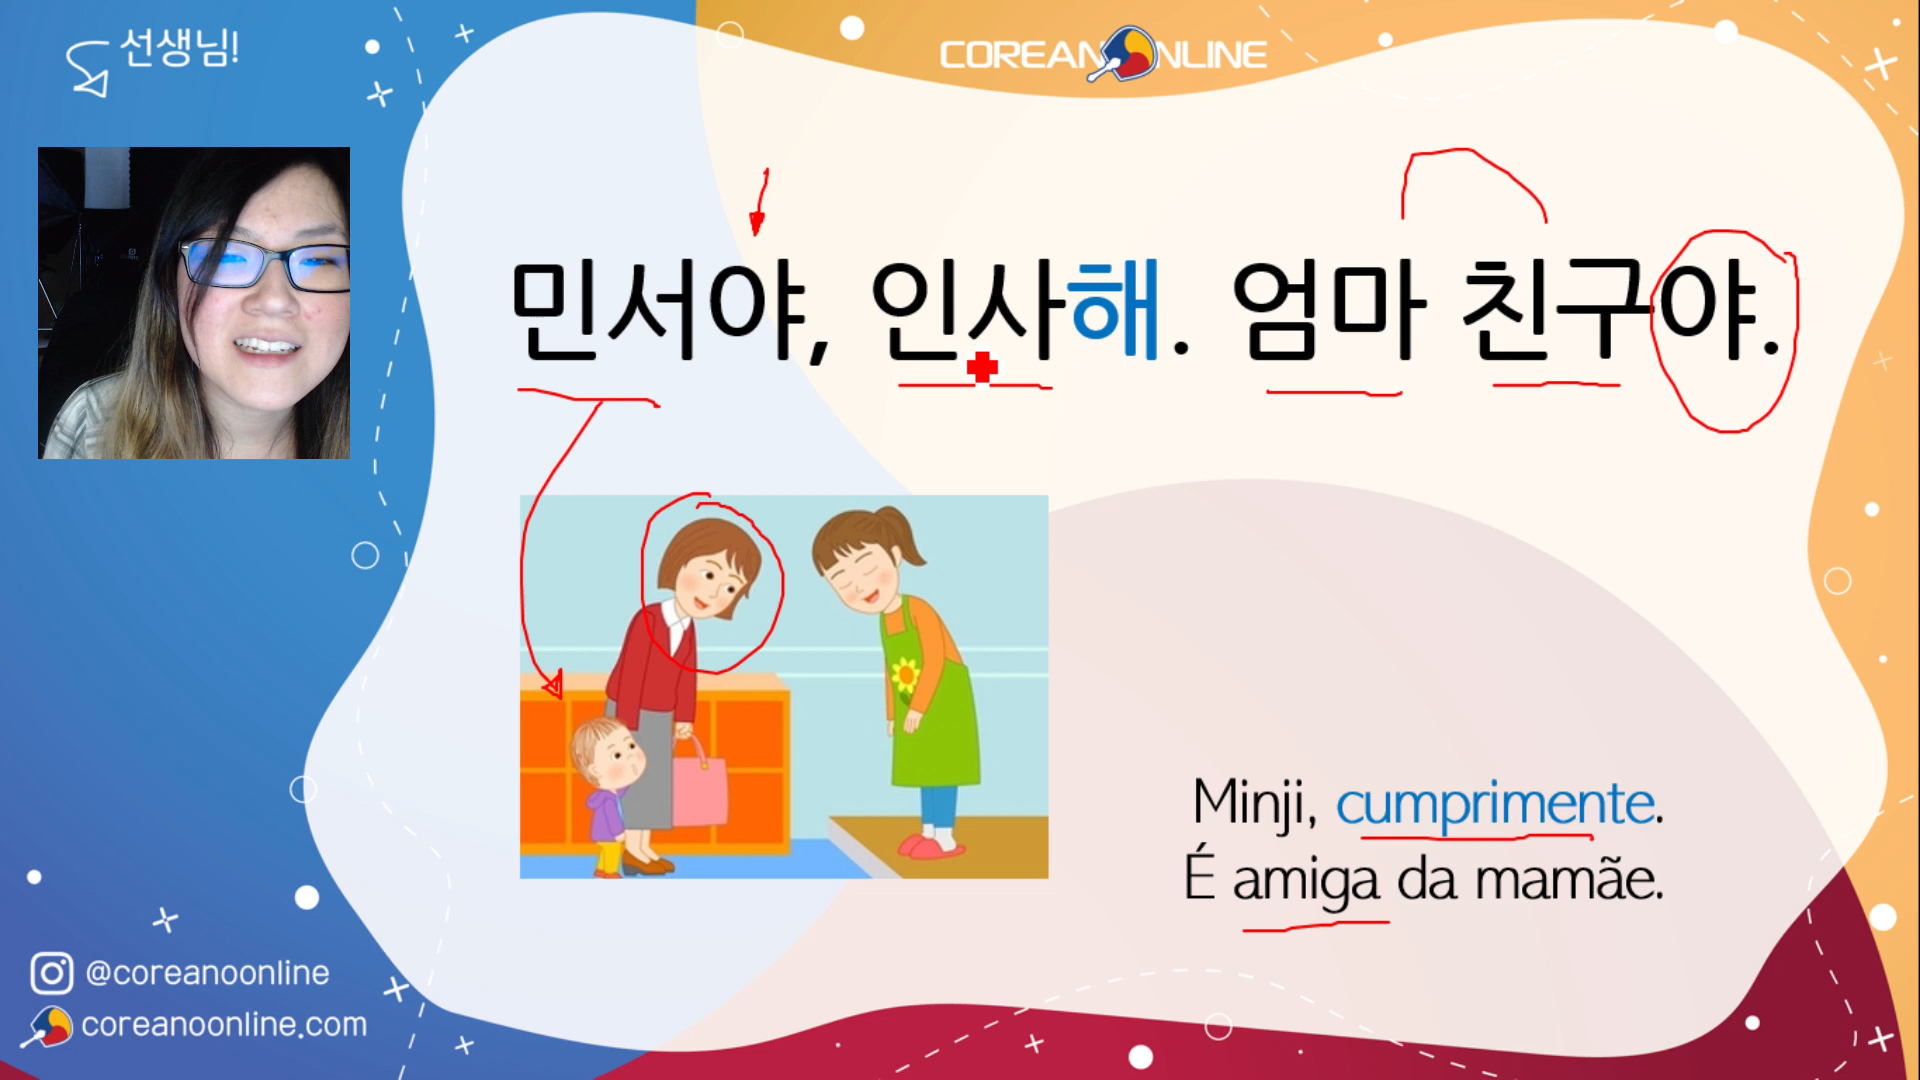 선생님!
COREANOONLINE
민서야, 인사해. 엄마 친구야.
Minji, cumprimente.
É amiga da mamãe.
@coreanoonline
coreanoonline.com